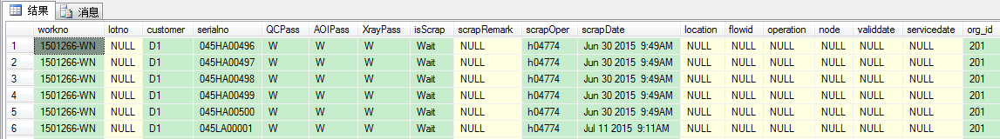 结果 消息
workno lotno customer serialno QCPass AOIPass XrayPass isScrap scrapRemark scrapOper scrapDate location flowid operation node validdate servicedate org_id
1 1501266-WN NULL D1 045HA00496 W W W Wait NULL h04774 Jun 30 2015 9:49AM NULL NULL NULL NULL NULL NULL 201
2 1501266-WN NULL D1 045HA00497 W W W Wait NULL h04774 Jun 30 2015 9:49AM NULL NULL NULL NULL NULL NULL 201
3 1501266-WN NULL D1 045HA00498 W W W Wait NULL h04774 Jun 30 2015 9:49AM NULL NULL NULL NULL NULL NULL 201
4 1501266-WN NULL D1 045HA00499 W W W Wait NULL h04774 Jun 30 2015 9:49AM NULL NULL NULL NULL NULL NULL 201
5 1501266-WN NULL D1 045HA00500 W W W Wait NULL h04774 Jun 30 2015 9:49AM NULL NULL NULL NULL NULL NULL 201
6 1501266-WN NULL D1 045LA00001 W W W Wait NULL h04774 Jul 11 2015 9:11AM NULL NULL NULL NULL NULL NULL 201